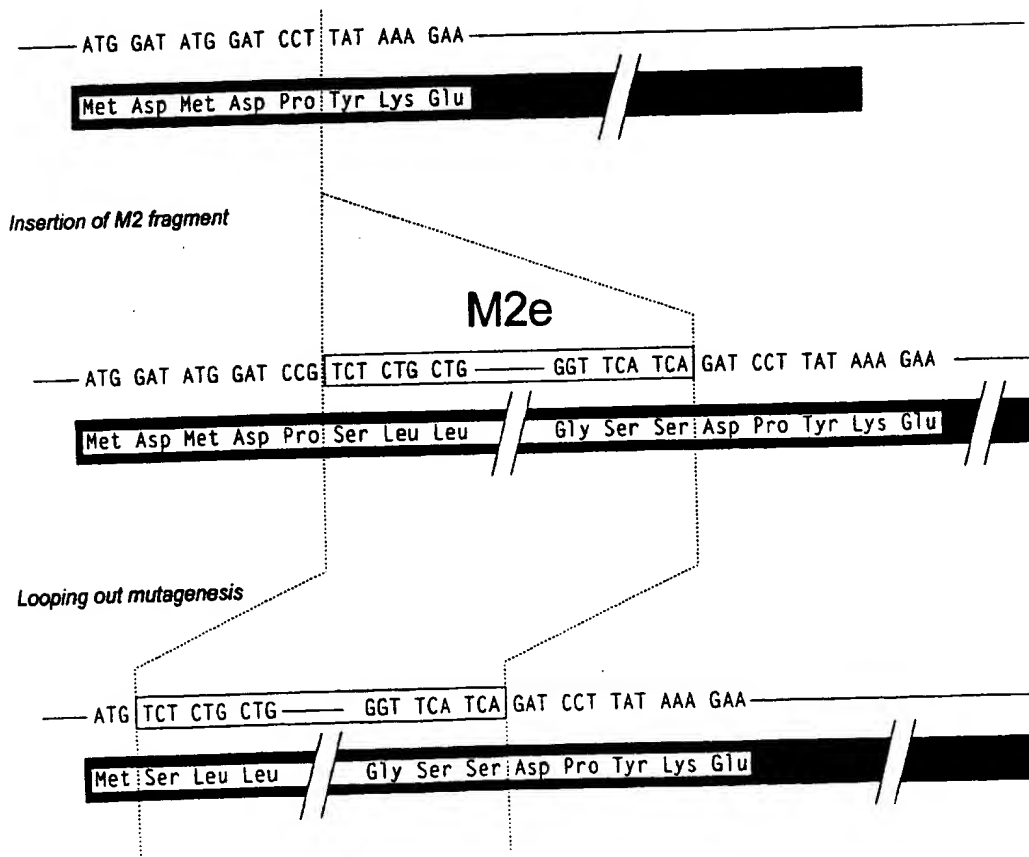 ATG GAT ATG GAT CCT TAT AAA GAA
Met Asp Met Asp Pro Tyr Lys Glu
Insertion of M2 fragment
M2e
ATG GAT ATG GAT CCG TCT CTG CTG GGT TCA TCA GAT CCT TAT AAA GAA
Met Asp Met Asp Pro Ser Leu Leu Gly Ser Ser Asp Pro Tyr Lys Glu
Looping out mutagenesis
ATG TCT CTG CTG GGT TCA TCA GAT CCT TAT AAA GAA
Met Ser Leu Leu Gly Ser Ser Asp Pro Tyr Lys Glu